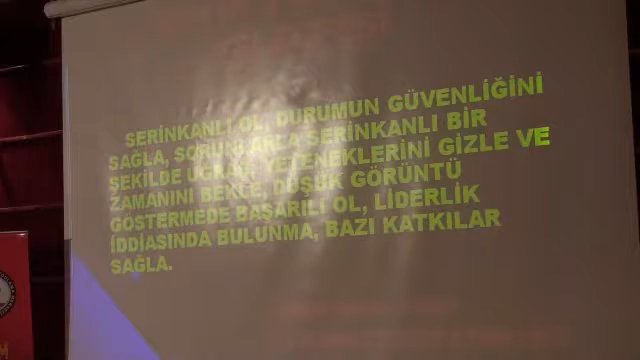 SERİNKANLI OL, DURUMUN GÜVENLİĞİNİ
SAĞLA, SORUNLARLA SERİNKANLI BİR
ŞEKİLDE UĞRAŞ, YETENEKLERİNİ GİZLE VE
ZAMANINI BEKLE, DÜŞÜK GÖRÜNTÜ
GÖSTERMEDE BAŞARILI OL, LİDERLİK
İDDİASINDA BULUNMA, BAZI KATKILAR
SAĞLA.